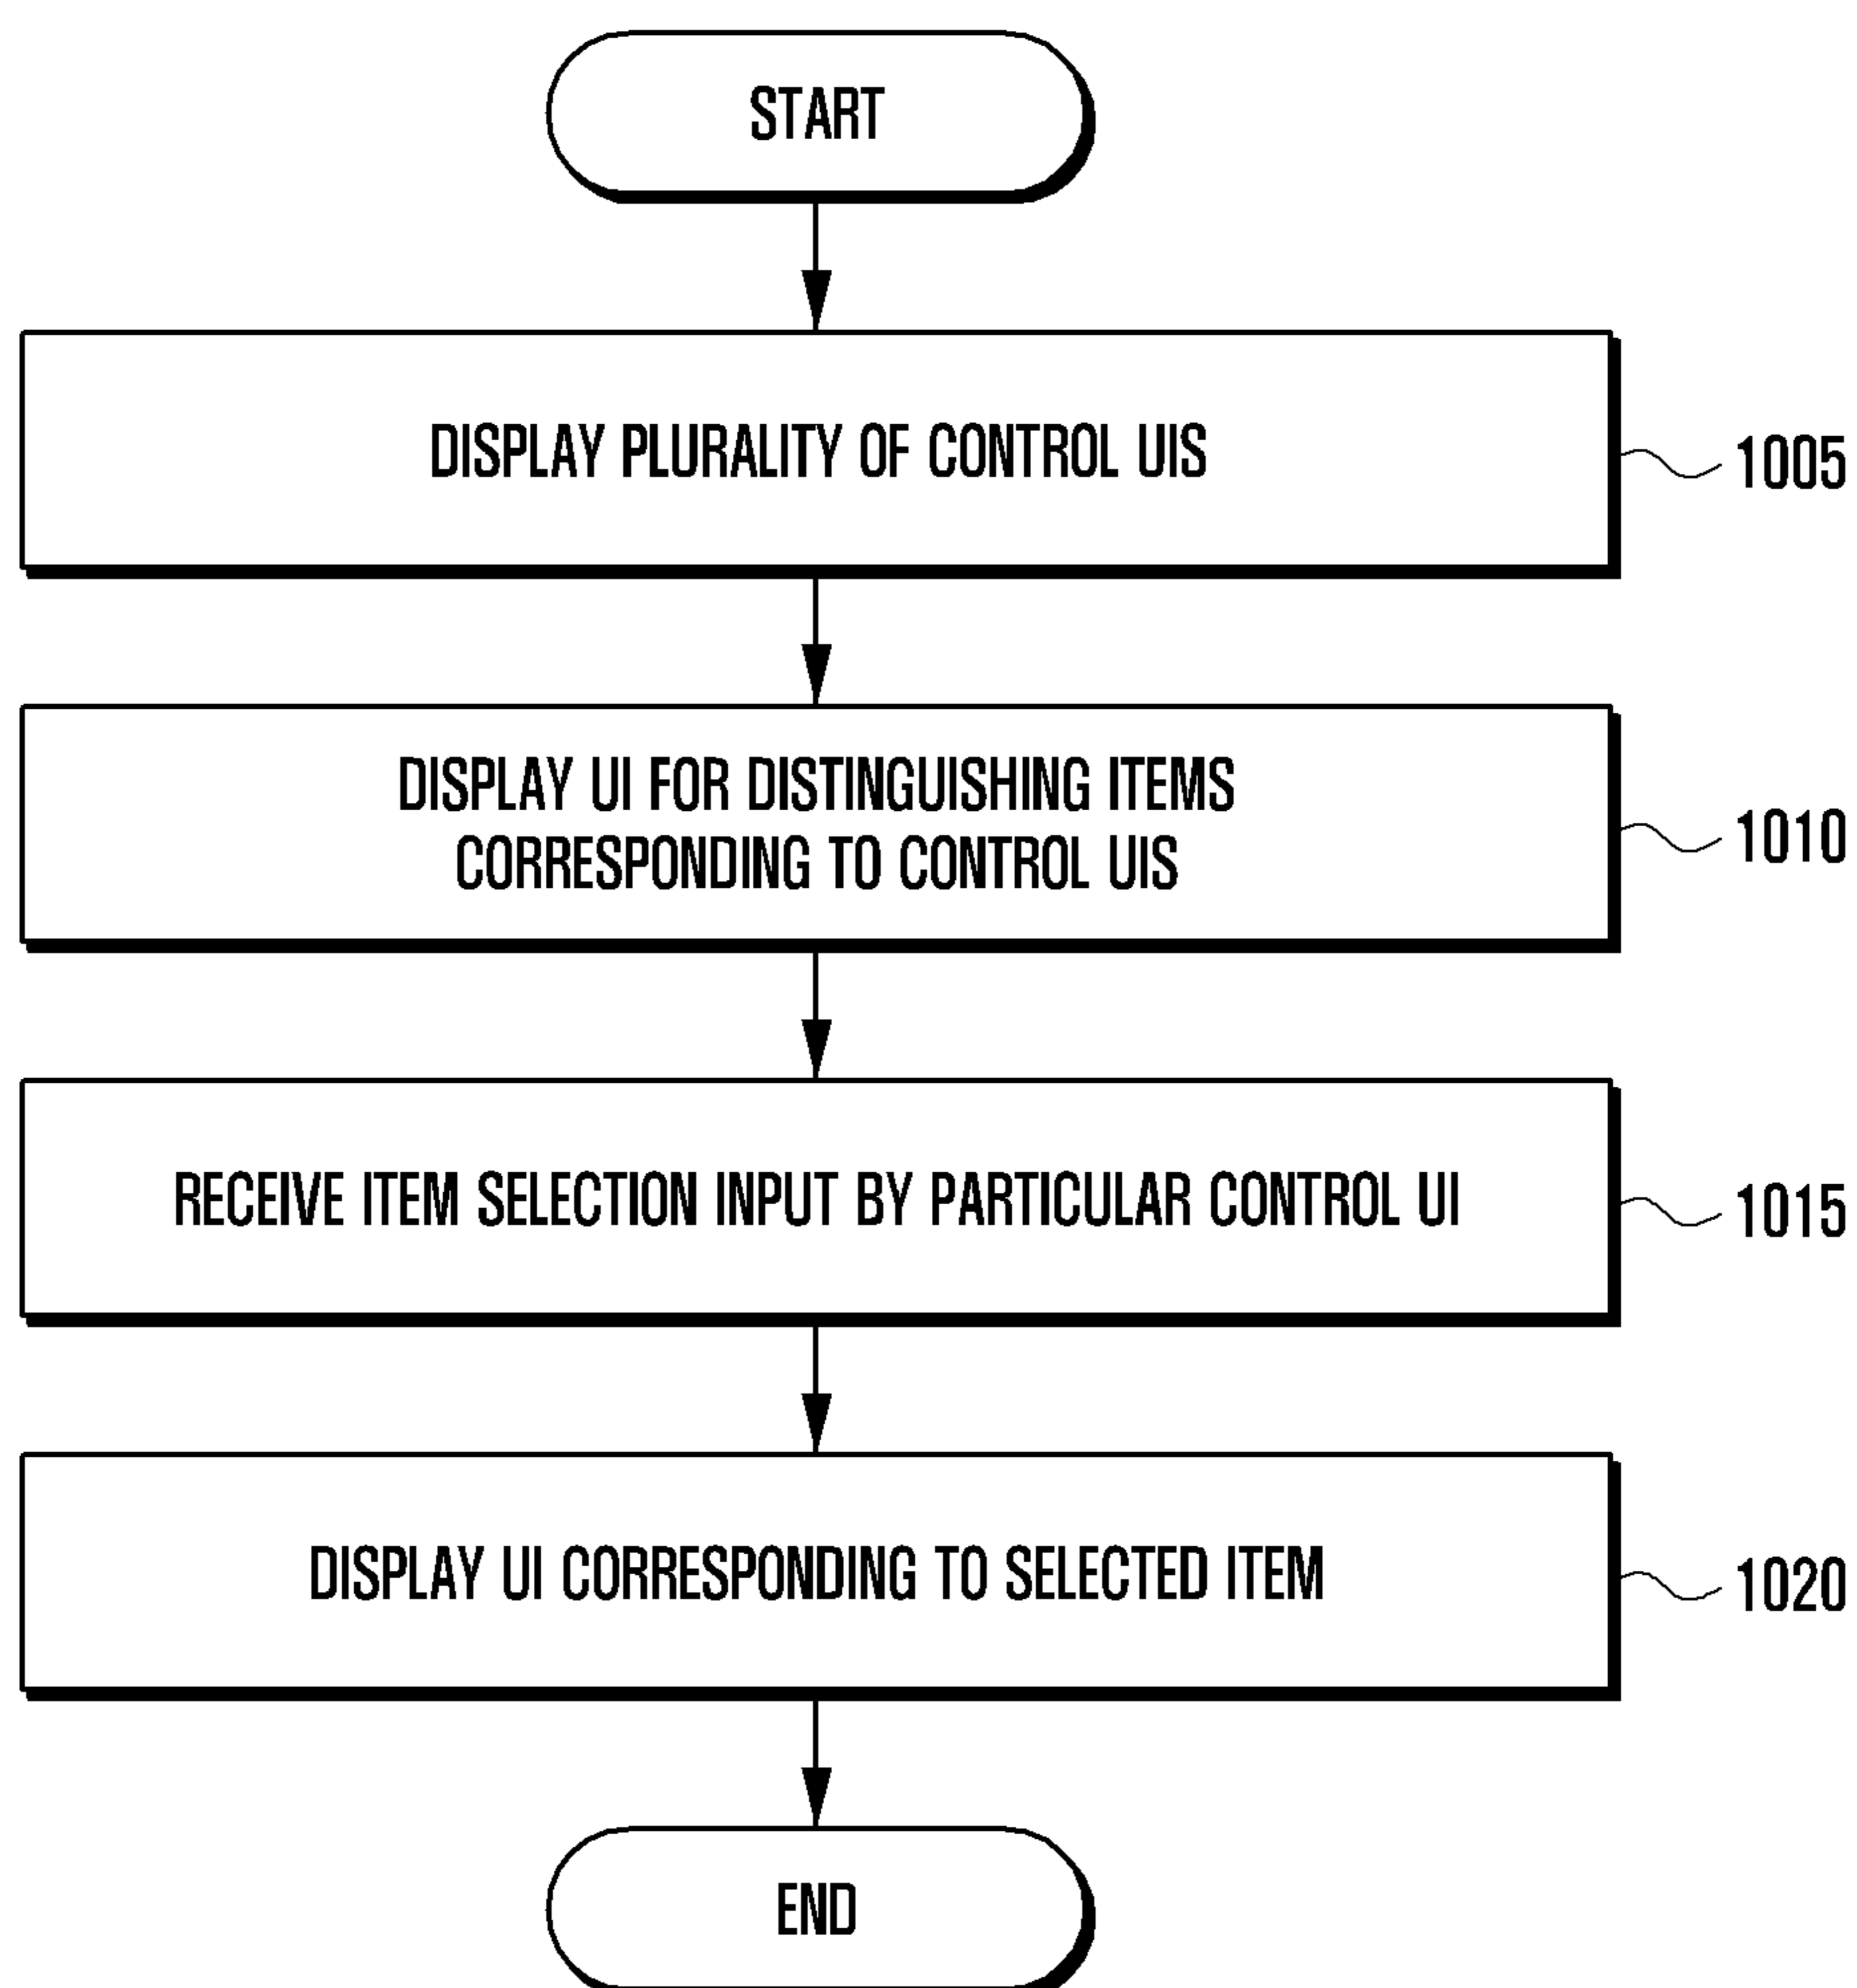 START
DISPLAY PLURALITY OF CONTROL UIS
1005
DISPLAY UI FOR DISTINGUISHING ITEMS
CORRESPONDING TO CONTROL UIS
1010
RECEIVE ITEM SELECTION INPUT BY PARTICULAR CONTROL UI
1015
DISPLAY UI CORRESPONDING TO SELECTED ITEM
1020
END